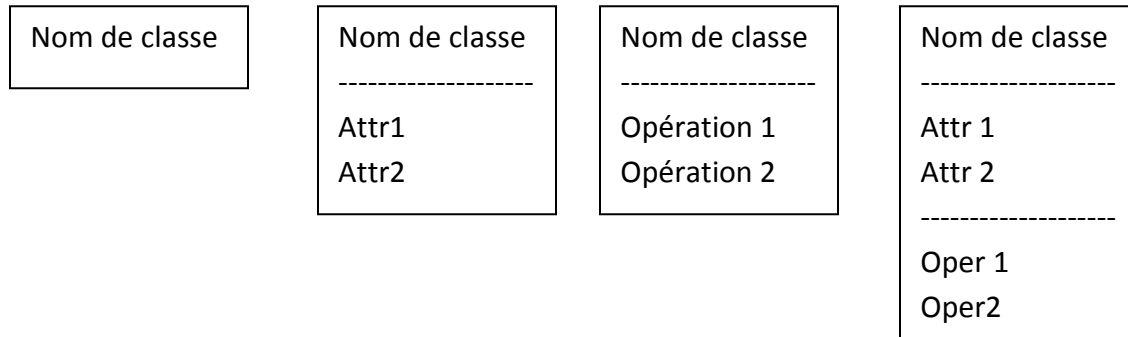 Nom de classe
Nom de classe
--------------------
Attr1
Attr2
Nom de classe
--------------------
Opération 1
Opération 2
Nom de classe
--------------------
Attr 1
Attr 2
--------------------
Oper 1
Oper2